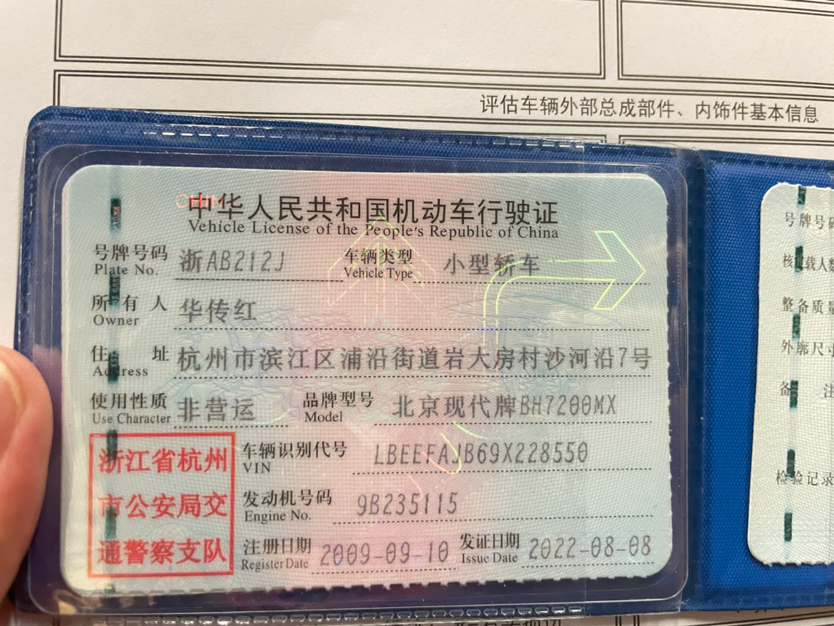 评估车辆外部总成部件、内饰件基本信息
中华人民共和国机动车行驶证
Vehicle License of the People's Republic of China
号牌号码 浙AB212J 车辆类型 小型轿车
Plate No. Vehicle Type
所有人 华传红
Owner
住址 杭州市滨江区浦沿街道岩大房村沙河沿7号
Address
使用性质 非营运 品牌型号 北京现代牌BH7200MX
Use Character Model
浙江省杭州
市公安局交
通警察支队
车辆识别代号 LBEEFAJB69X228550
VIN
发动机号码 9B235115
Engine No.
注册日期 2009-09-10 发证日期 2022-08-08
Register Date Issue Date
号牌号码
核载人数
整备质量
外廓尺寸
备注
检验记录